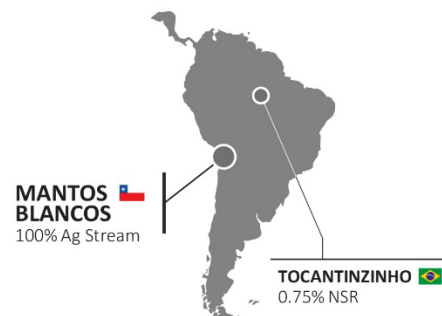 MANTOS
BLANCOS
100% Ag Stream
TOCANTINZINHO
0.75% NSR